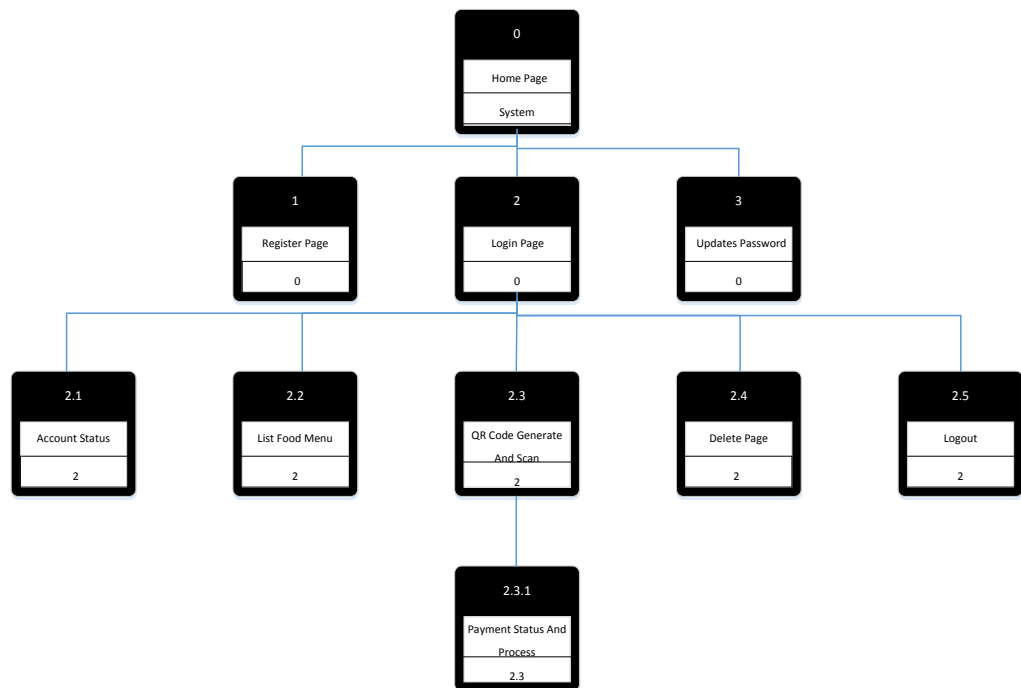 0
Home Page
System
1
Register Page
0
2
Login Page
0
3
Updates Password
0
2.1
Account Status
2
2.2
List Food Menu
2
2.3
QR Code Generate
And Scan
2
2.4
Delete Page
2
2.5
Logout
2
2.3.1
Payment Status And
Process
2.3